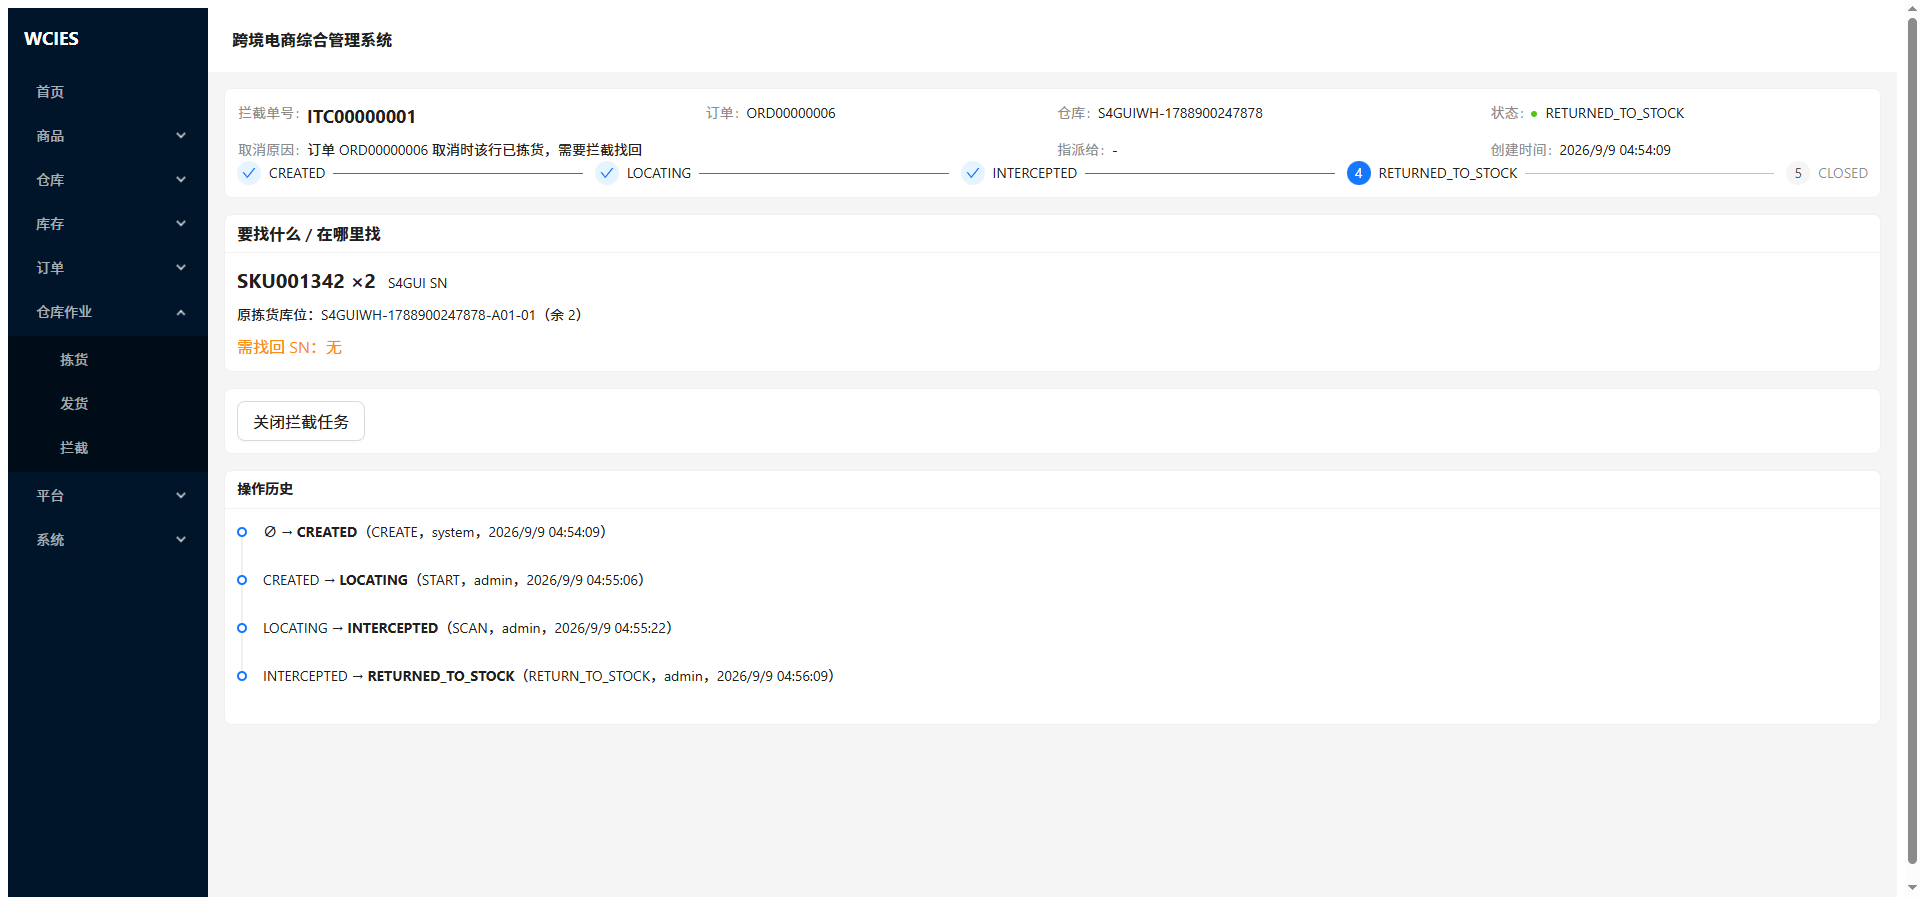 WCIES
首页
商品
仓库
库存
订单
仓库作业
拣货
发货
拦截
平台
系统
跨境电商综合管理系统
拦截单号： ITC00000001 订单： ORD00000006 仓库： S4GUIWH-1788900247878 状态： RETURNED_TO_STOCK
取消原因： 订单 ORD00000006 取消时该行已拣货，需要拦截找回 指派给： - 创建时间： 2026/9/9 04:54:09
CREATED LOCATING INTERCEPTED 4 RETURNED_TO_STOCK 5 CLOSED
要找什么 / 在哪里找
SKU001342 ×2 S4GUI SN
原拣货库位：S4GUIWH-1788900247878-A01-01（余 2）
需找回 SN：无
关闭拦截任务
操作历史
∅ → CREATED（CREATE，system，2026/9/9 04:54:09）
CREATED → LOCATING（START，admin，2026/9/9 04:55:06）
LOCATING → INTERCEPTED（SCAN，admin，2026/9/9 04:55:22）
INTERCEPTED → RETURNED_TO_STOCK（RETURN_TO_STOCK，admin，2026/9/9 04:56:09）